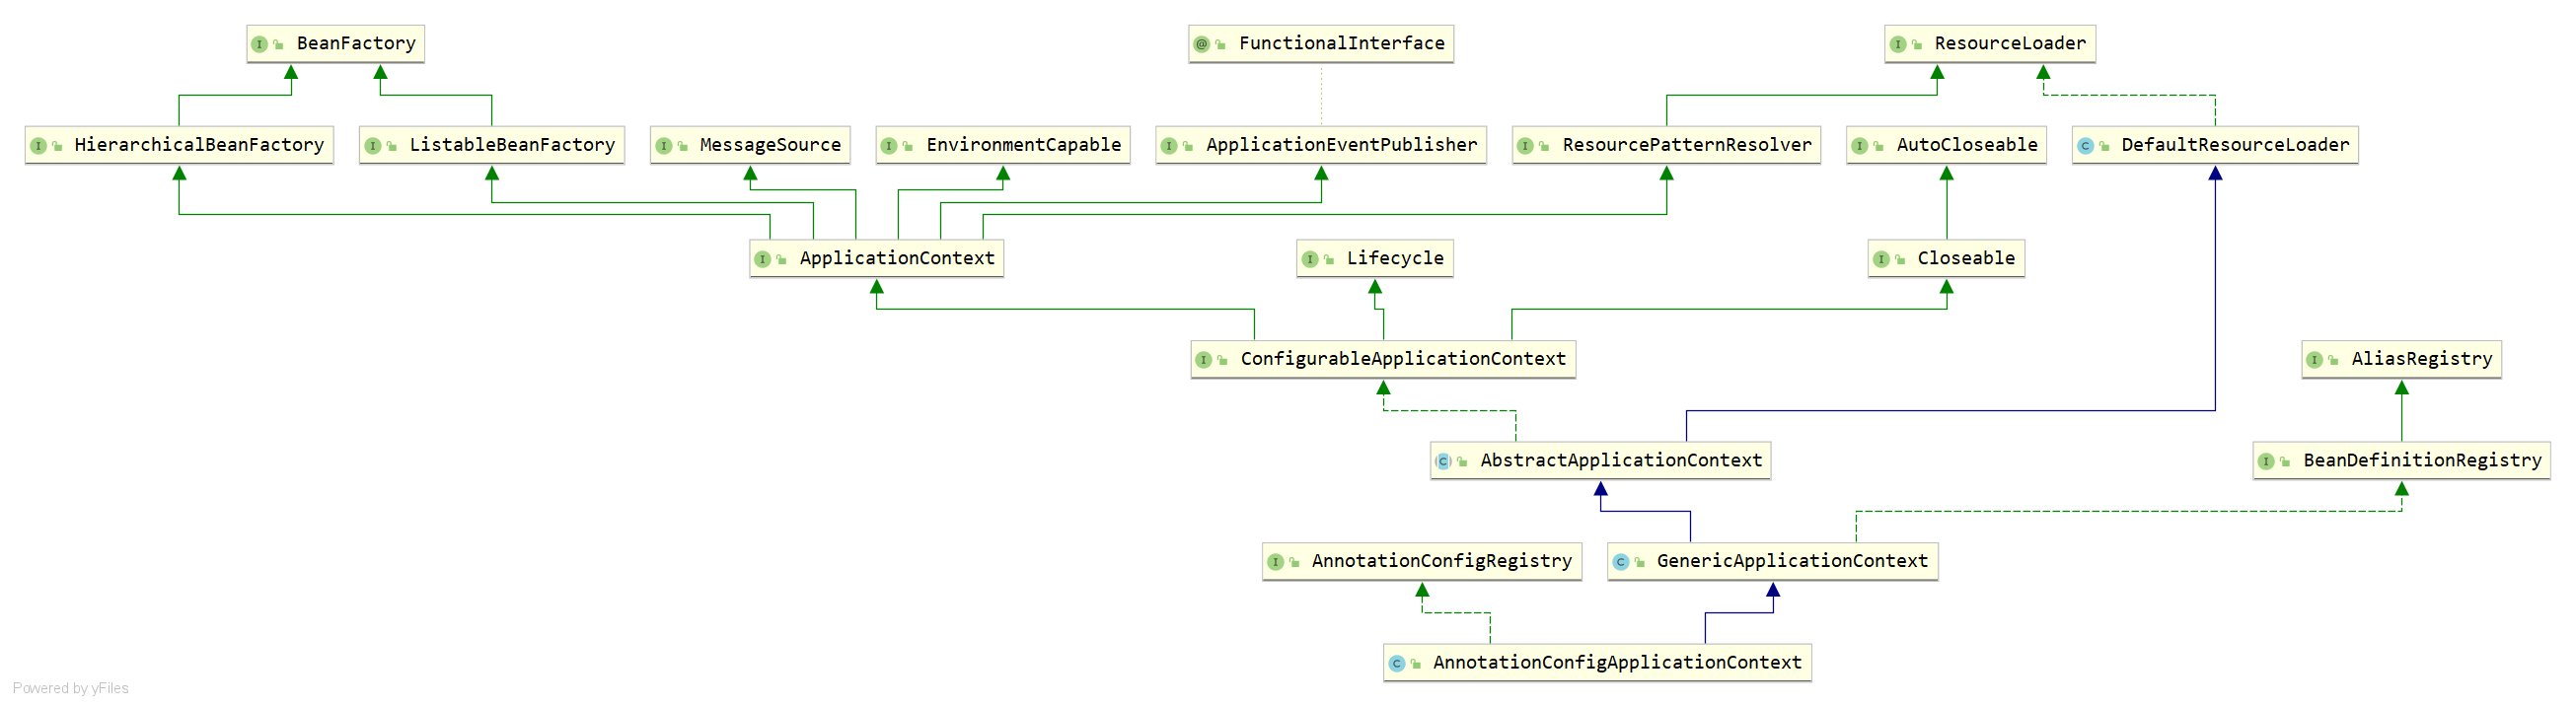 BeanFactory
FunctionalInterface
ResourceLoader
HierarchicalBeanFactory
ListableBeanFactory
MessageSource
EnvironmentCapable
ApplicationEventPublisher
ResourcePatternResolver
AutoCloseable
DefaultResourceLoader
ApplicationContext
Lifecycle
Closeable
ConfigurableApplicationContext
AliasRegistry
AbstractApplicationContext
BeanDefinitionRegistry
AnnotationConfigRegistry
GenericApplicationContext
AnnotationConfigApplicationContext
Powered by yFiles